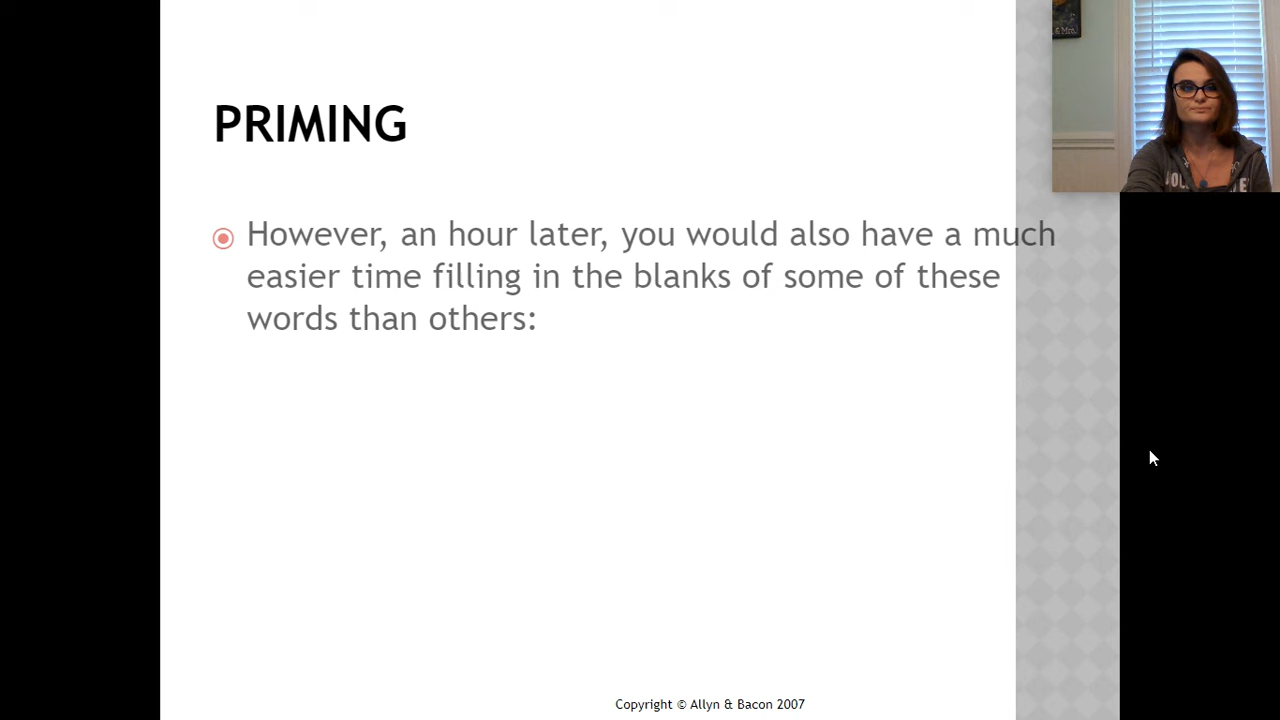 PRIMING
However, an hour later, you would also have a much
easier time filling in the blanks of some of these
words than others:
Copyright © Allyn & Bacon 2007